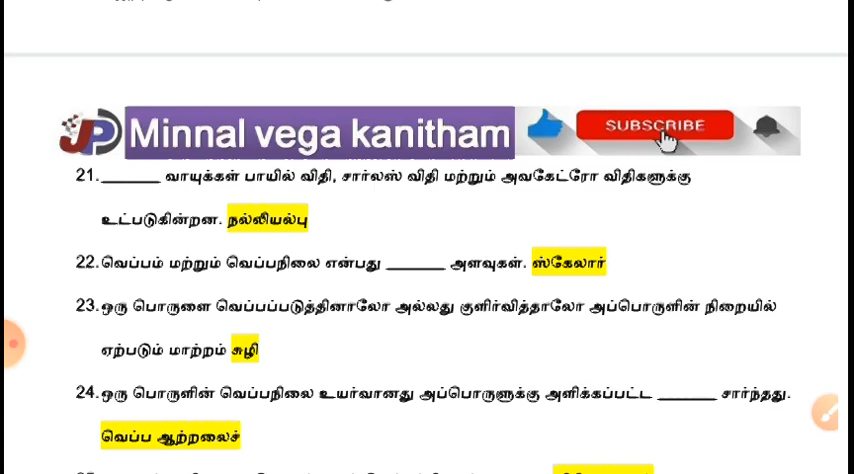 JP Minnal vega kanitham SUBSCRIBE
21._______ வாயுக்கள் பாயில் விதி, சார்லஸ் விதி மற்றும் அவகேட்ரோ விதிகளுக்கு
உட்படுகின்றன. நல்லியல்பு
22. வெப்பம் மற்றும் வெப்பநிலை என்பது _______ அளவுகள். ஸ்கேலார்
23. ஒரு பொருளை வெப்பப்படுத்தினாலோ அல்லது குளிர்வித்தாலோ அப்பொருளின் நிறையில்
ஏற்படும் மாற்றம் சுழி
24. ஒரு பொருளின் வெப்பநிலை உயர்வானது அப்பொருளுக்கு அளிக்கப்பட்ட _______ சார்ந்தது.
வெப்ப ஆற்றலைச்